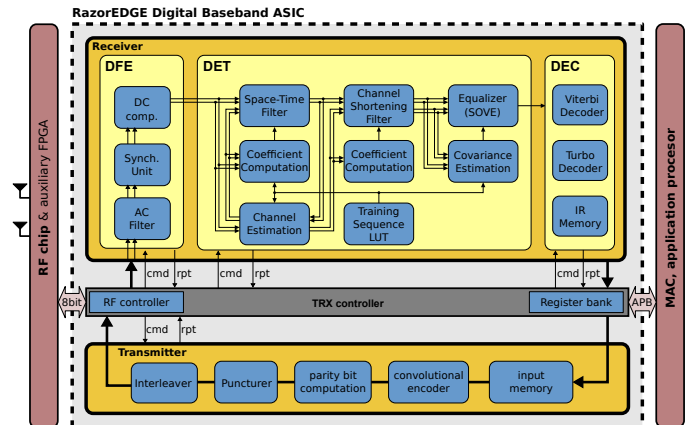 RazorEDGE Digital Baseband ASIC
Receiver
DFE
DET
DEC
DC
comp.
Space-Time
Filter
Channel
Shortening
Filter
Equalizer
(SOVE)
Viterbi
Decoder
Synch.
Unit
Coefficient
Computation
Coefficient
Computation
Covariance
Estimation
Turbo
Decoder
AC
Filter
Channel
Estimation
Training
Sequence
LUT
IR
Memory
RF chip & auxiliary FPGA
MAC, application procesor
cmd
rpt
cmd
rpt
cmd
rpt
8bit
RF controller
TRX controller
Register bank
APB
cmd
rpt
Transmitter
Interleaver
Puncturer
parity bit
computation
convolutional
encoder
input
memory